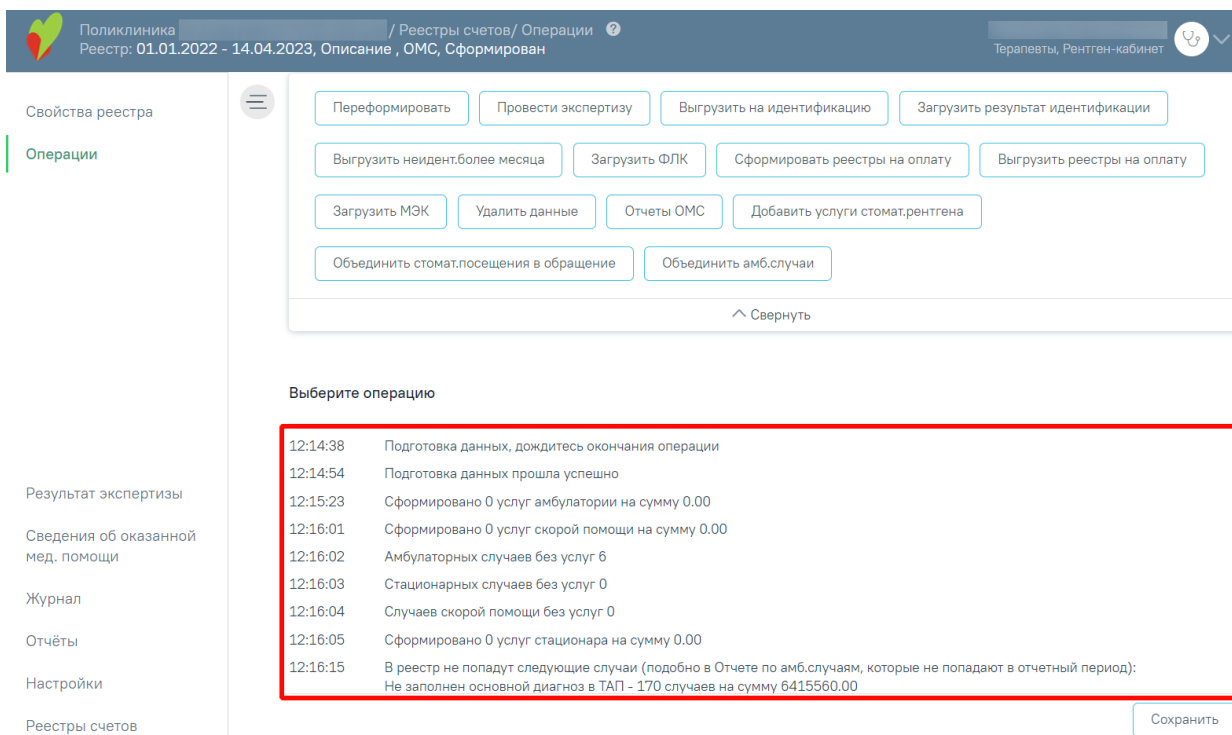 Поликлиника / Реестры счетов/ Операции ?
Реестр: 01.01.2022 - 14.04.2023, Описание , ОМС, Сформирован
Терапевты, Рентген-кабинет
Свойства реестра
Операции
Переформировать Провести экспертизу Выгрузить на идентификацию Загрузить результат идентификации
Выгрузить неидент.более месяца Загрузить ФЛК Сформировать реестры на оплату Выгрузить реестры на оплату
Загрузить МЭК Удалить данные Отчеты ОМС Добавить услуги стомат.рентгена
Объединить стомат.посещения в обращение Объединить амб.случаи
Свернуть
Выберите операцию
12:14:38 Подготовка данных, дождитесь окончания операции
12:14:54 Подготовка данных прошла успешно
12:15:23 Сформировано 0 услуг амбулатории на сумму 0.00
12:16:01 Сформировано 0 услуг скорой помощи на сумму 0.00
12:16:02 Амбулаторных случаев без услуг 6
12:16:03 Стационарных случаев без услуг 0
12:16:04 Случаев скорой помощи без услуг 0
12:16:05 Сформировано 0 услуг стационара на сумму 0.00
12:16:15 В реестр не попадут следующие случаи (подобно в Отчете по амб.случаям, которые не попадают в отчетный период):
Не заполнен основной диагноз в ТАП - 170 случаев на сумму 6415560.00
Сохранить
Результат экспертизы
Сведения об оказанной
мед. помощи
Журнал
Отчёты
Настройки
Реестры счетов